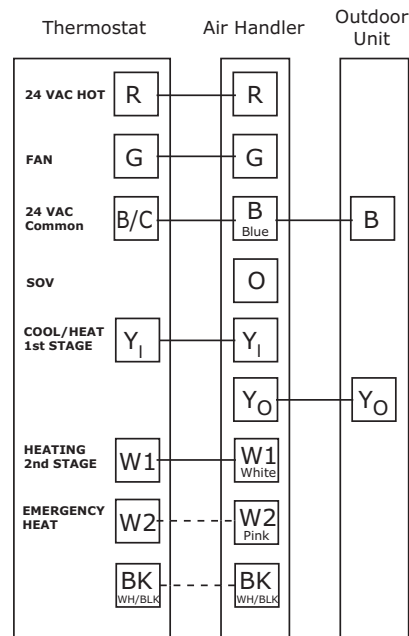 Thermostat Air Handler Outdoor
Unit
24 VAC HOT R R
FAN G G
24 VAC
Common B/C B B
Blue
SOV O
COOL/HEAT
1st STAGE YI YI
YO YO
HEATING
2nd STAGE W1 W1
White
EMERGENCY
HEAT W2 W2
Pink
BK BK
WH/BLK WH/BLK